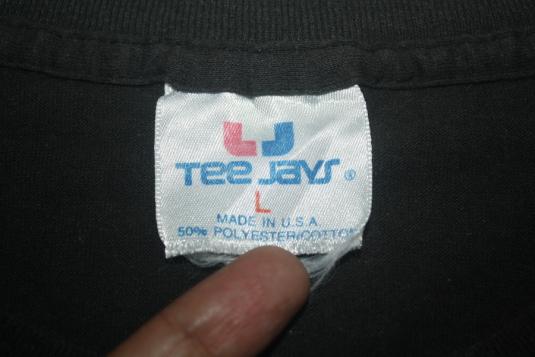 Tee Jays ®
L
MADE IN U.S.A
50% POLYESTER/COTTON